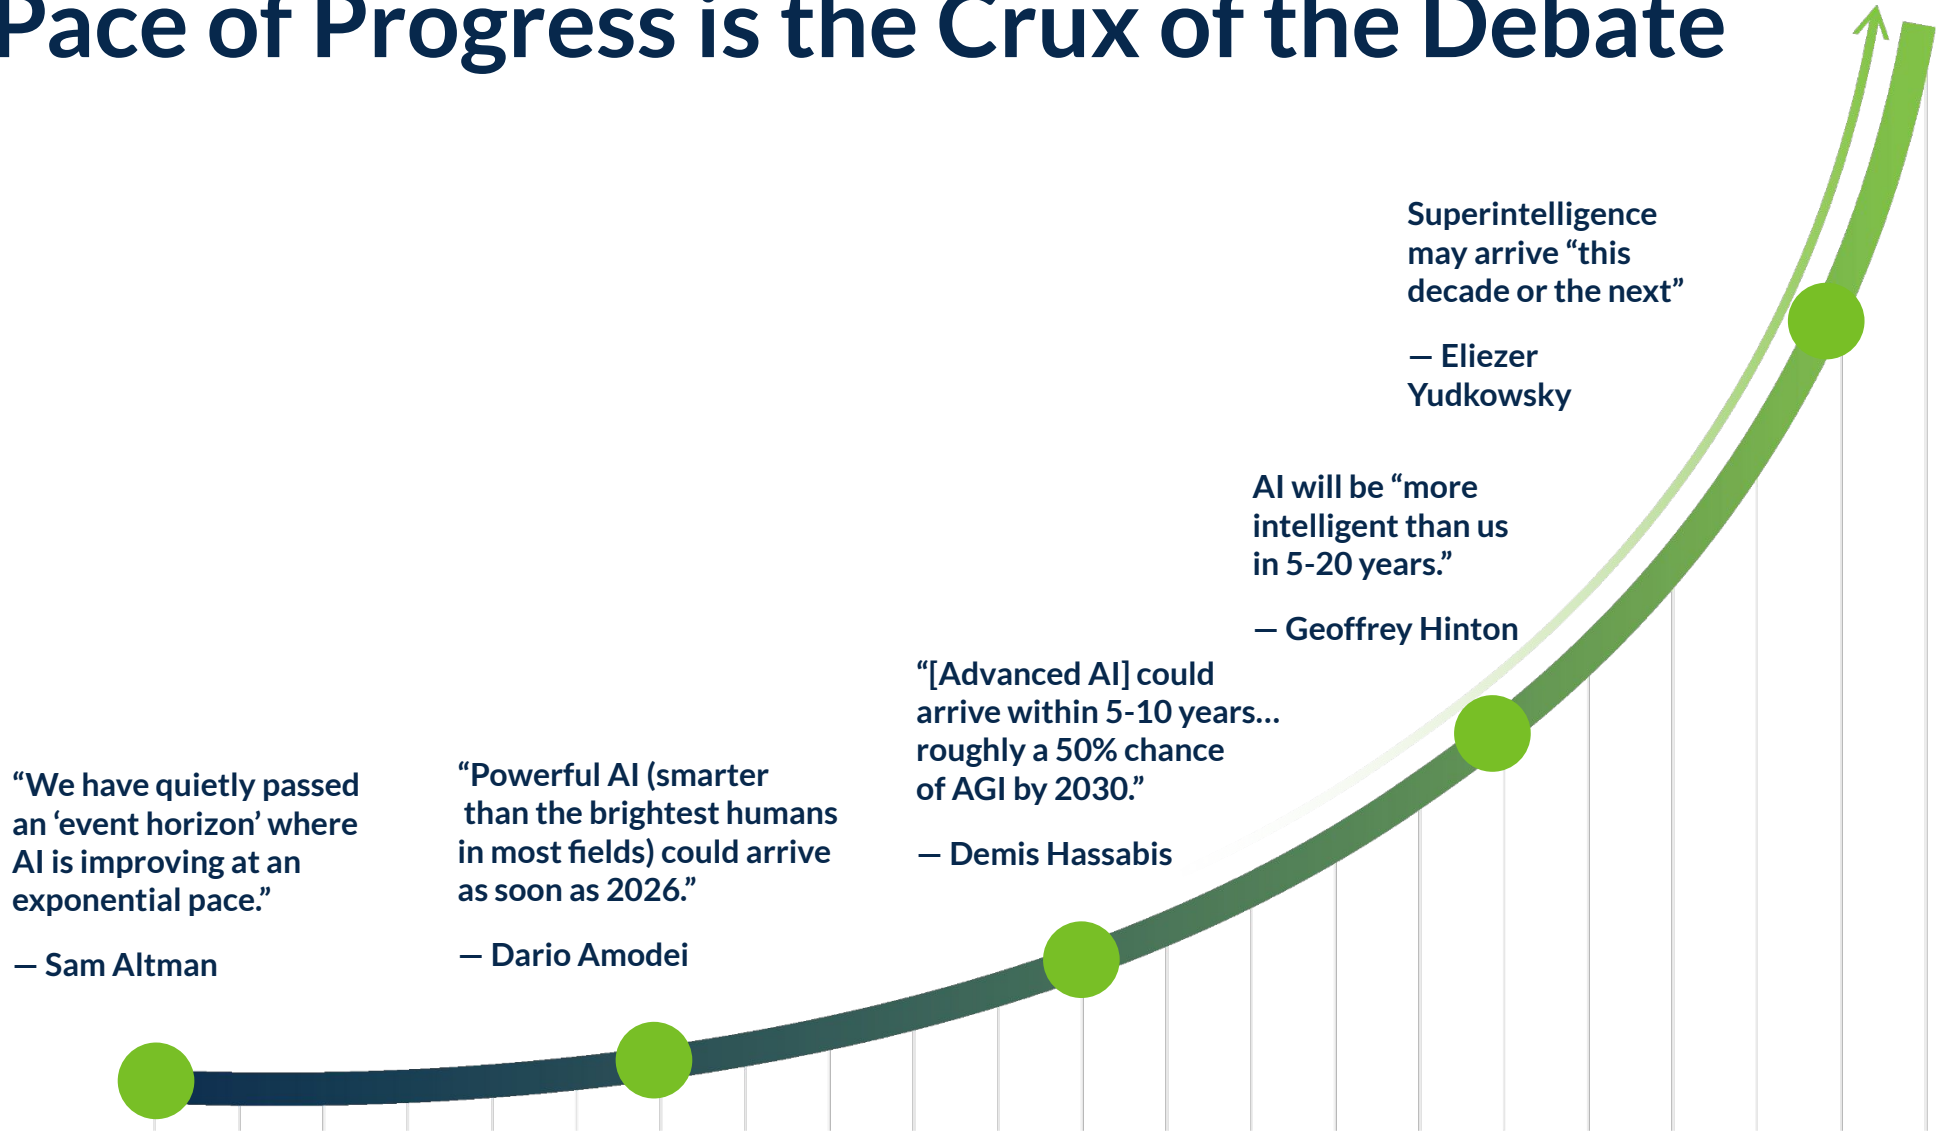 Pace of Progress is the Crux of the Debate
Superintelligence
may arrive “this
decade or the next”
— Eliezer
Yudkowsky
AI will be “more
intelligent than us
in 5-20 years.”
— Geoffrey Hinton
“[Advanced AI] could
arrive within 5-10 years...
roughly a 50% chance
of AGI by 2030.”
— Demis Hassabis
“Powerful AI (smarter
than the brightest humans
in most fields) could arrive
as soon as 2026.”
— Dario Amodei
“We have quietly passed
an ‘event horizon’ where
AI is improving at an
exponential pace.”
— Sam Altman